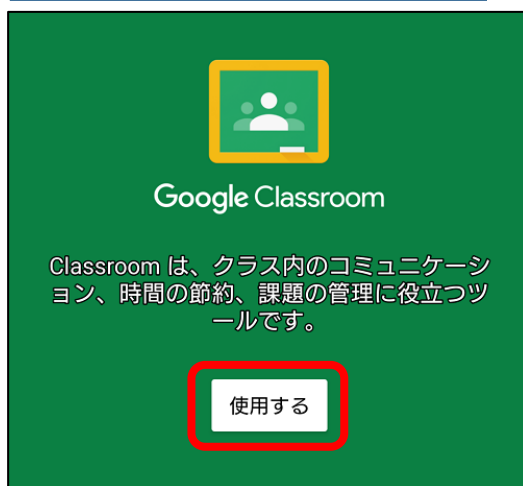 Google Classroom
Classroom は、クラス内のコミュニケーシ
ョン、時間の節約、課題の管理に役立つツ
ールです。
使用する